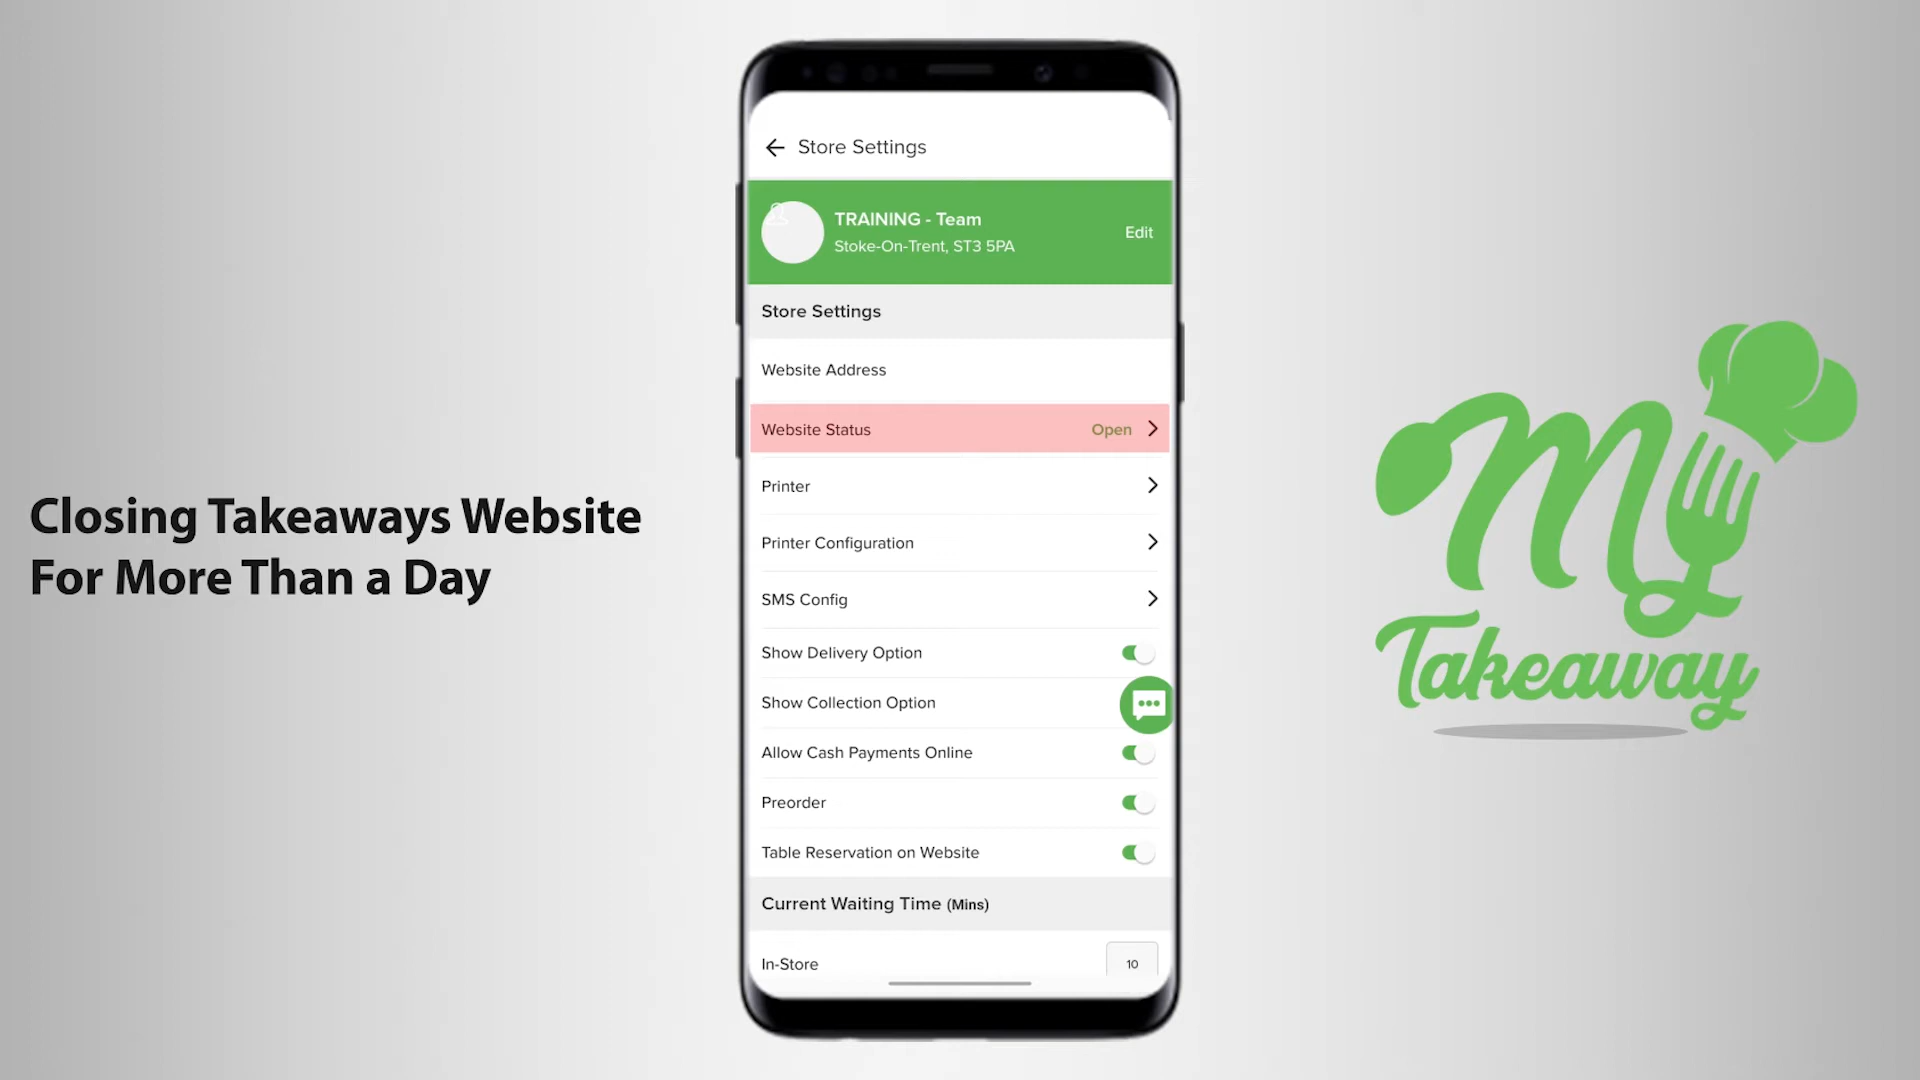 Closing Takeaways Website
For More Than a Day
Store Settings
TRAINING - Team
Stoke-On-Trent, ST3 5PA
Edit
Store Settings
Website Address
Website Status Open
Printer
Printer Configuration
SMS Config
Show Delivery Option
Show Collection Option
Allow Cash Payments Online
Preorder
Table Reservation on Website
Current Waiting Time (Mins)
In-Store 10
My
Takeaway